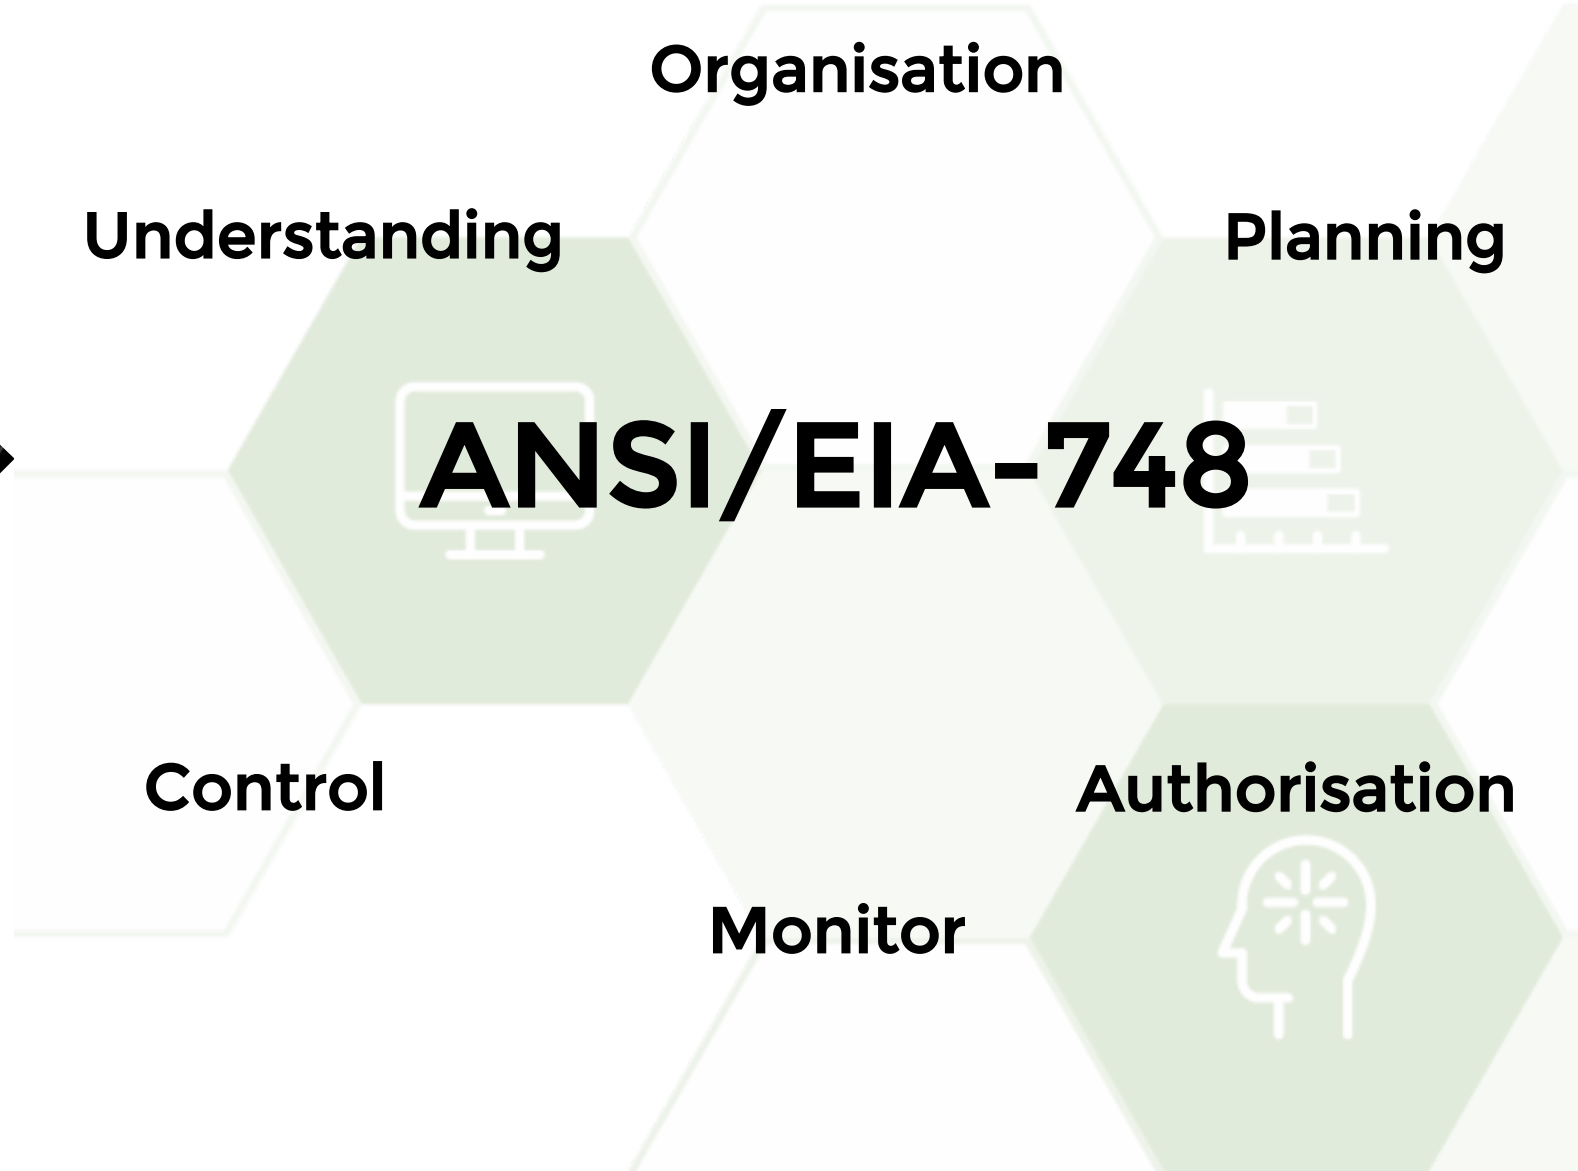 Organisation
Understanding
Planning
ANSI/EIA-748
Control
Authorisation
Monitor